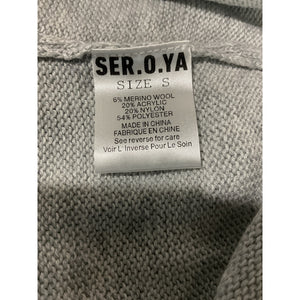 SER.O.YA
SIZE S
6% MERINO WOOL
20% ACRYLIC
20% NYLON
54% POLYESTER
MADE IN CHINA
FABRIQUE EN CHINE
See reverse for care
Voir L' Inverse Pour Le Soin